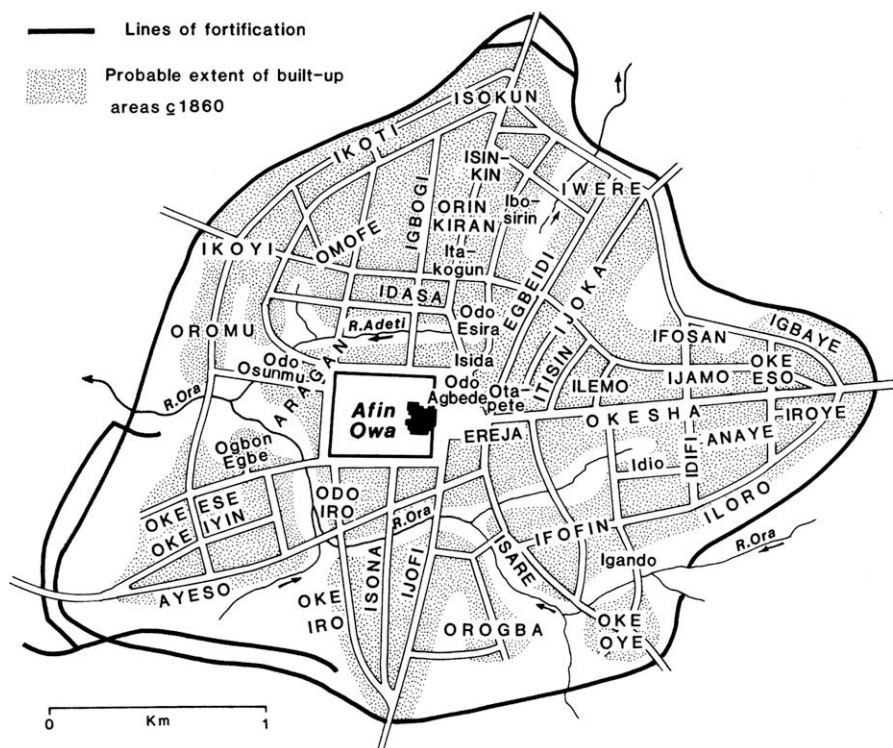 Lines of fortification
Probable extent of built-up
areas c1860
ISOKUN
IKOTI
ISIN-
KIN
IWERE
ORIN
KIRAN
Ibo-
sirin
IGBOGI
OMOFE
IKOYI
Ita-
kogun
EGBEIDI
IJOKA
IDASA
OROMU
R.Adeti
Odo
Esira
IFOSAN
IGBAYE
Isida
Odo
Osunmu
ARAGAN
Odo
Agbede
Ota-
pete
ITISIN
ILEMO
IJAMO
OKE
ESO
R.Ora
Afin
Owa
OKESHA
IROYE
EREJA
ANAYE
Ogbon
Egbe
Idio
IDIFI
ILORO
OKE ESE
OKE IYIN
ODO
IRO
R.Ora
IFOFIN
R.Ora
Igando
ISARE
AYESO
ISONA
IJOFI
OKE
IRO
OROGBA
OKE
OYE
0 Km 1